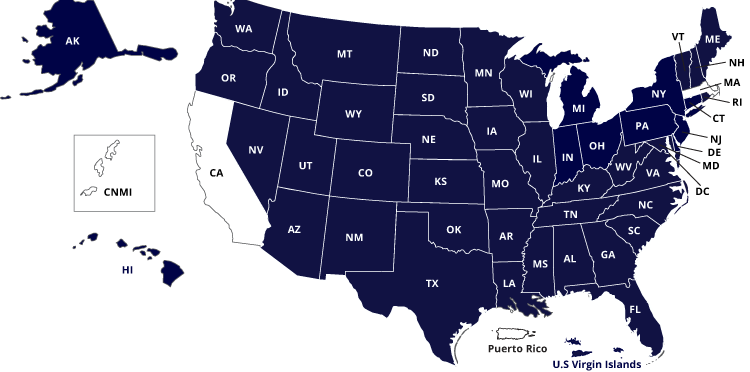 WA
AK
MT
ND
MN
VT
ME
NH
OR
ID
SD
WI
MI
NY
MA
RI
WY
CT
NV
NE
IA
PA
NJ
IL
IN
OH
DE
CA
UT
CO
KS
MO
KY
WV
VA
MD
DC
CNMI
AZ
NM
OK
AR
TN
NC
SC
HI
TX
LA
MS
AL
GA
FL
Puerto Rico
U.S Virgin Islands